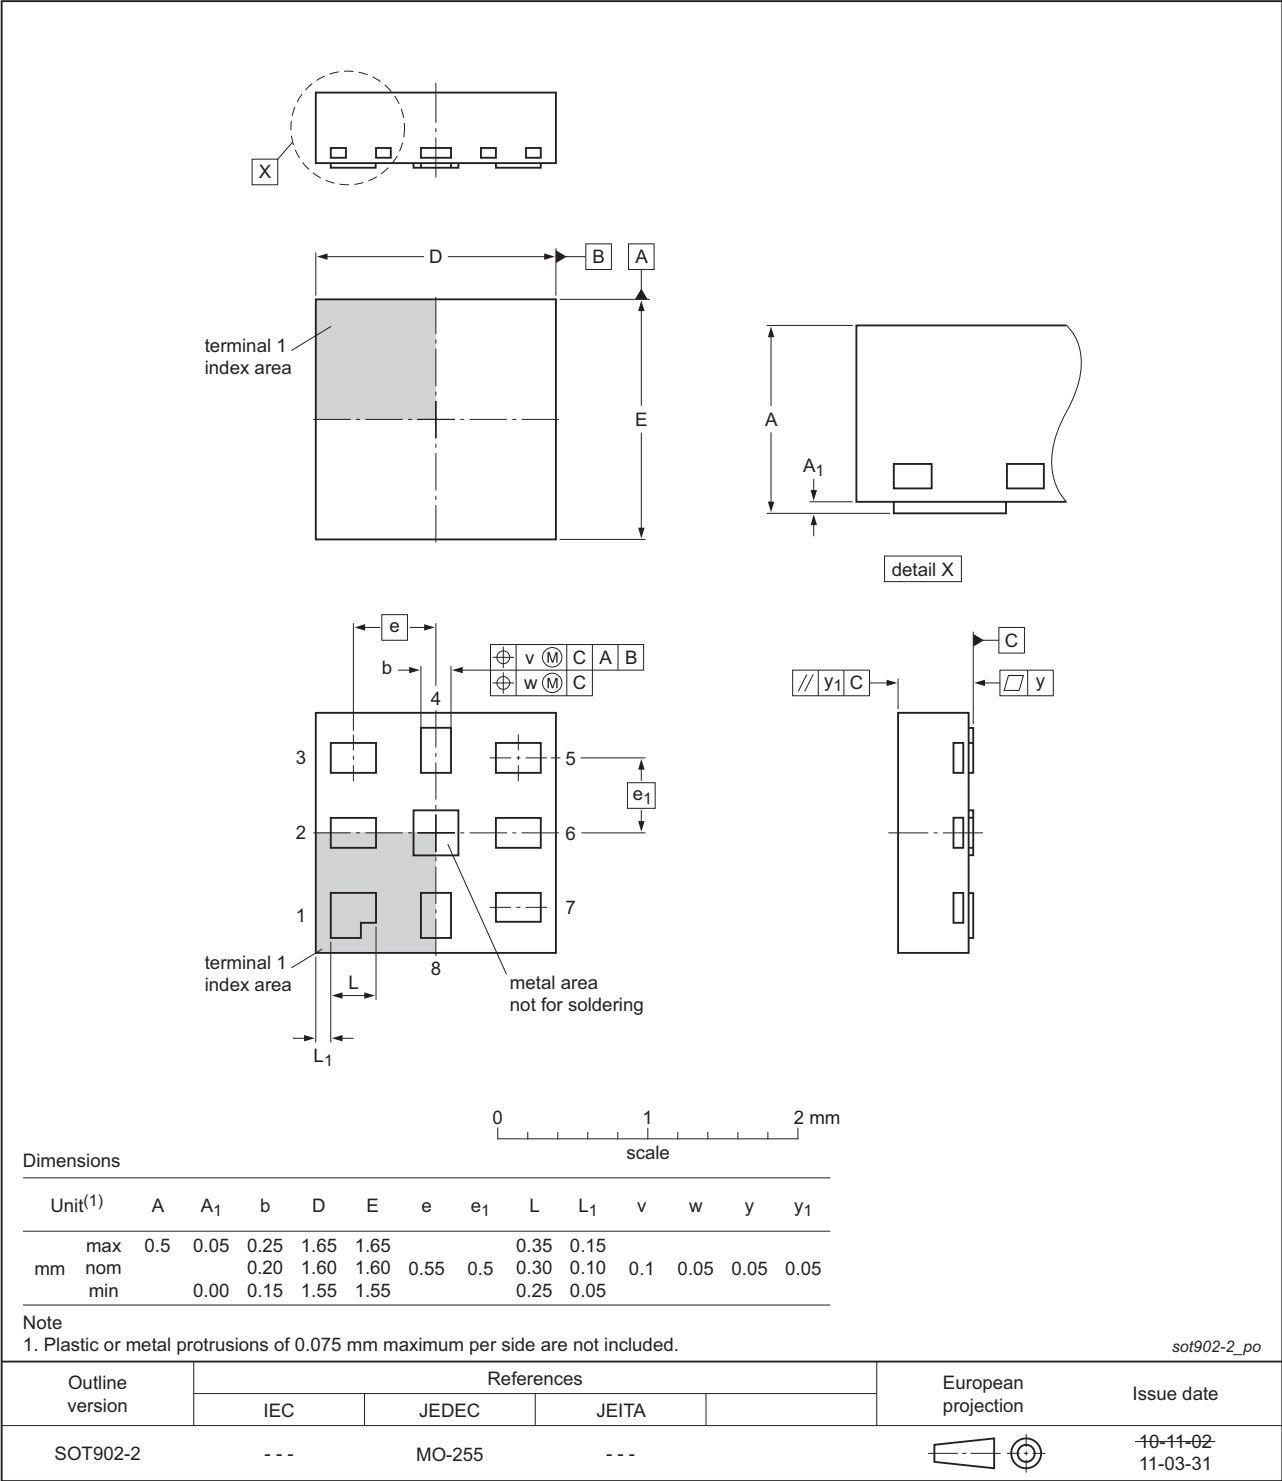 X
D
B
A
terminal 1
index area
E
A
A1
detail X
e
b
v M C A B
w M C
4
3
5
e1
2
6
1
7
terminal 1
index area
8
L
metal area
not for soldering
L1
C
// y1 C
y
0 1 2 mm
scale
Dimensions
Unit(1) A A1 b D E e e1 L L1 v w y y1
max 0.5 0.05 0.25 1.65 1.65 0.35 0.15
mm nom 0.20 1.60 1.60 0.55 0.5 0.30 0.10 0.1 0.05 0.05 0.05
min 0.00 0.15 1.55 1.55 0.25 0.05
Note
1. Plastic or metal protrusions of 0.075 mm maximum per side are not included.
sot902-2_po
Outline
version
References
IEC JEDEC JEITA
European
projection
Issue date
SOT902-2 - - - MO-255 - - -
10-11-02
11-03-31